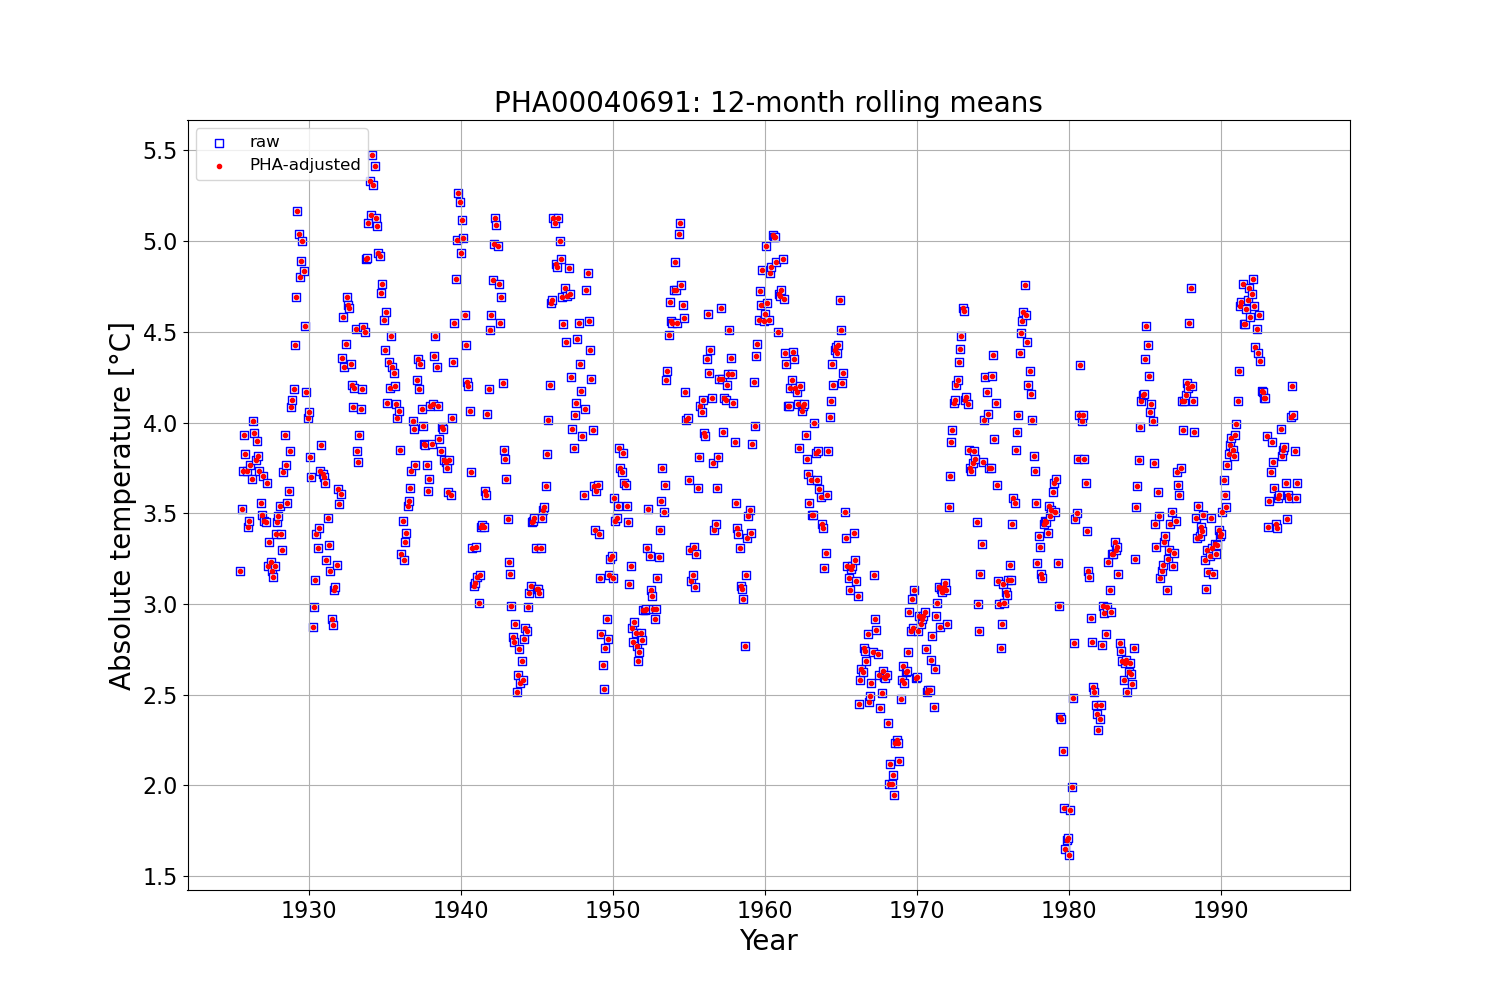 PHA00040691: 12-month rolling means
raw
PHA-adjusted
5.5
5.0
4.5
4.0
3.5
3.0
2.5
2.0
1.5
Absolute temperature [°C]
1930 1940 1950 1960 1970 1980 1990
Year